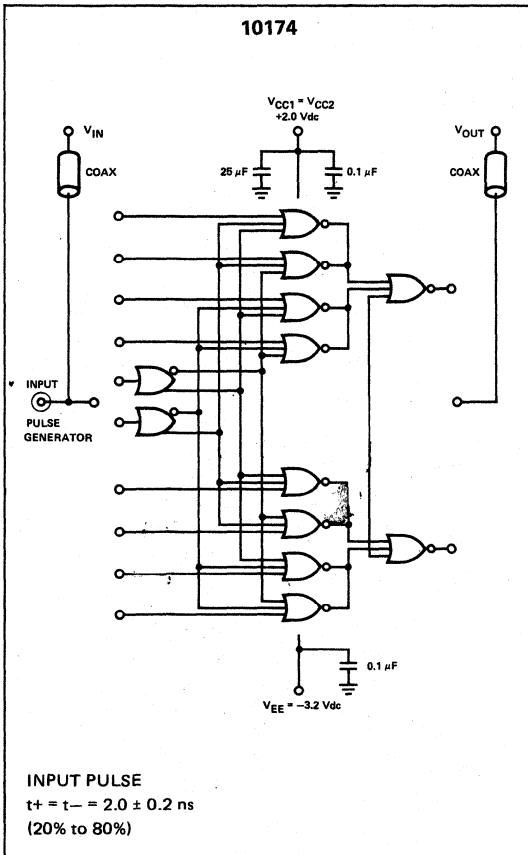 10174
V_CC1 = V_CC2
+2.0 Vdc
V_IN
V_OUT
COAX
25 μF
0.1 μF
COAX
INPUT
PULSE
GENERATOR
0.1 μF
V_EE = −3.2 Vdc
INPUT PULSE
t+ = t− = 2.0 ± 0.2 ns
(20% to 80%)